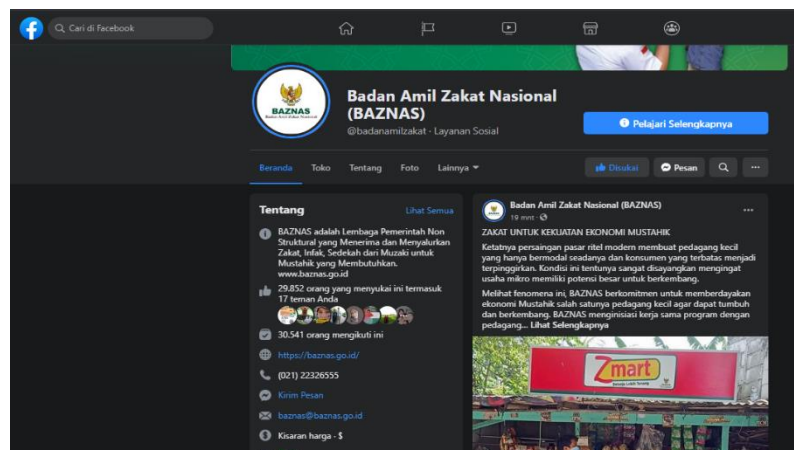 Cari di Facebook
BAZNAS
Badan Amil Zakat Nasional
Badan Amil Zakat Nasional
(BAZNAS)
@badanamilzakat · Layanan Sosial
Pelajari Selengkapnya
Beranda Toko Tentang Foto Lainnya
Disukai Pesan
Tentang Lihat Semua
BAZNAS adalah Lembaga Pemerintah Non
Struktural yang Menerima dan Menyalurkan
Zakat, Infak, Sedekah dari Muzaki untuk
Mustahik yang Membutuhkan.
www.baznas.go.id
29.852 orang yang menyukai ini termasuk
17 teman Anda
30.541 orang mengikuti ini
https://baznas.go.id/
(021) 22326555
Kirim Pesan
baznas@baznas.go.id
Kisaran harga · $
Badan Amil Zakat Nasional (BAZNAS)
19 mnt ·
ZAKAT UNTUK KEKUATAN EKONOMI MUSTAHIK
Ketatnya persaingan pasar ritel modern membuat pedagang kecil
yang hanya bermodal seadanya dan konsumen yang terbatas menjadi
terpinggirkan. Kondisi ini tentunya sangat disayangkan mengingat
usaha mikro memiliki potensi besar untuk berkembang.
Melihat fenomena ini, BAZNAS berkomitmen untuk memberdayakan
ekonomi Mustahik salah satunya pedagang kecil agar dapat tumbuh
dan berkembang. BAZNAS menginisiasi kerja sama program dengan
pedagang... Lihat Selengkapnya
Zmart